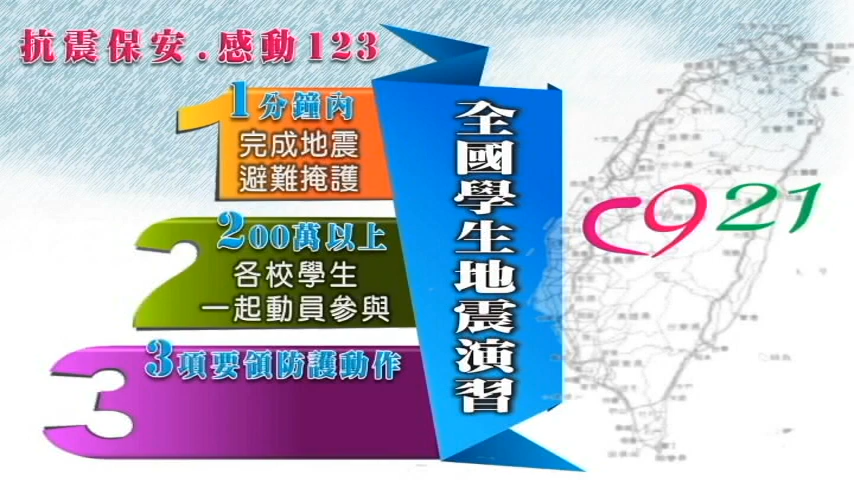 抗震保安.感動123
1分鐘內
完成地震
避難掩護
200萬以上
各校學生
一起動員參與
3項要領防護動作
全國學生地震演習
C921